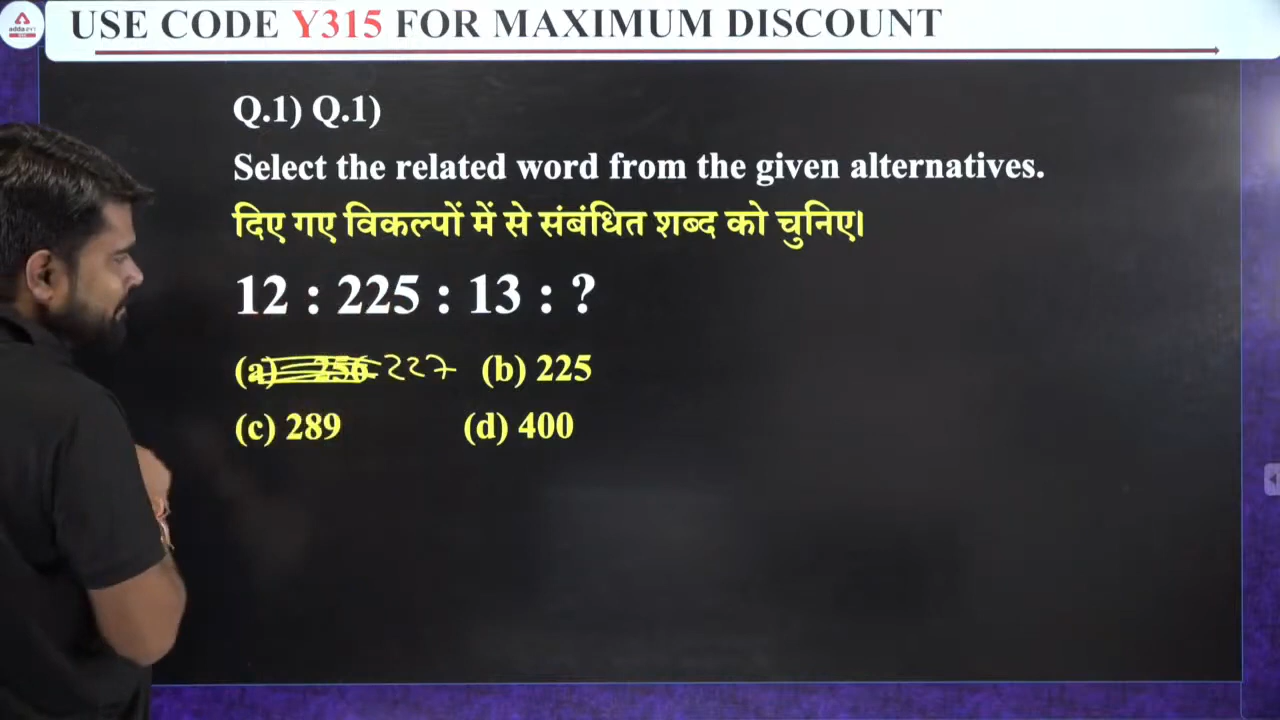 USE CODE Y315 FOR MAXIMUM DISCOUNT
Q.1) Q.1)
Select the related word from the given alternatives.
दिए गए विकल्पों में से संबंधित शब्द को चुनिए।
12 : 225 : 13 : ?
(a) 256 227 (b) 225
(c) 289 (d) 400